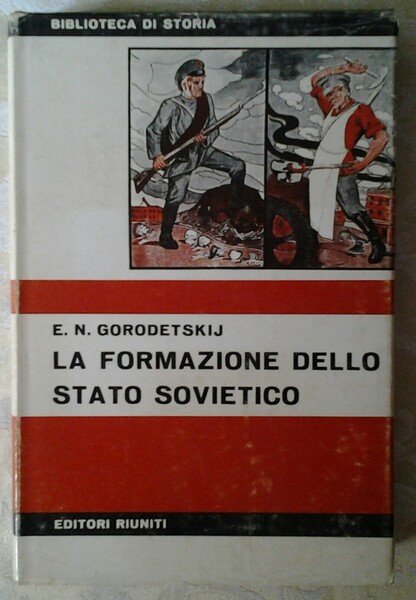 BIBLIOTECA DI STORIA
E. N. GORODETSKIJ
LA FORMAZIONE DELLO
STATO SOVIETICO
EDITORI RIUNITI